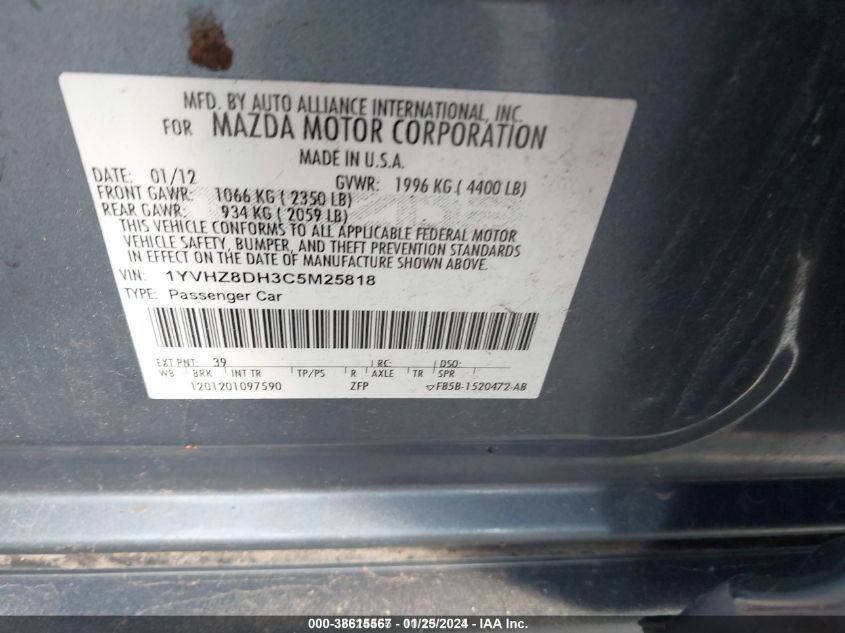 MFD. BY AUTO ALLIANCE INTERNATIONAL, INC.
FOR MAZDA MOTOR CORPORATION
MADE IN U.S.A.
DATE: 01/12 GVWR: 1996 KG ( 4400 LB)
FRONT GAWR: 1066 KG ( 2350 LB)
REAR GAWR: 934 KG ( 2059 LB)
THIS VEHICLE CONFORMS TO ALL APPLICABLE FEDERAL MOTOR
VEHICLE SAFETY, BUMPER, AND THEFT PREVENTION STANDARDS
IN EFFECT ON THE DATE OF MANUFACTURE SHOWN ABOVE.
VIN: 1YVHZ8DH3C5M25818
TYPE: Passenger Car
EXT PNT: 39 RC: DSO:
WB BRK INT TR TP/PS R AXLE TR SPR
1201201097590 ZFP ▽FB5B-1520472-AB
000-38615567 - 01/25/2024 - IAA Inc.